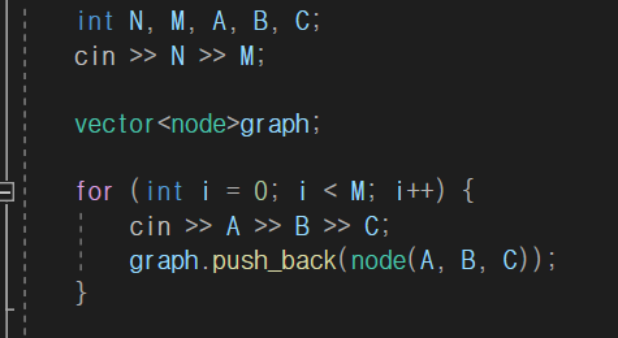 int N, M, A, B, C;
cin >> N >> M;
vector<node>graph;
for (int i = 0; i < M; i++) {
cin >> A >> B >> C;
graph.push_back(node(A, B, C));
}